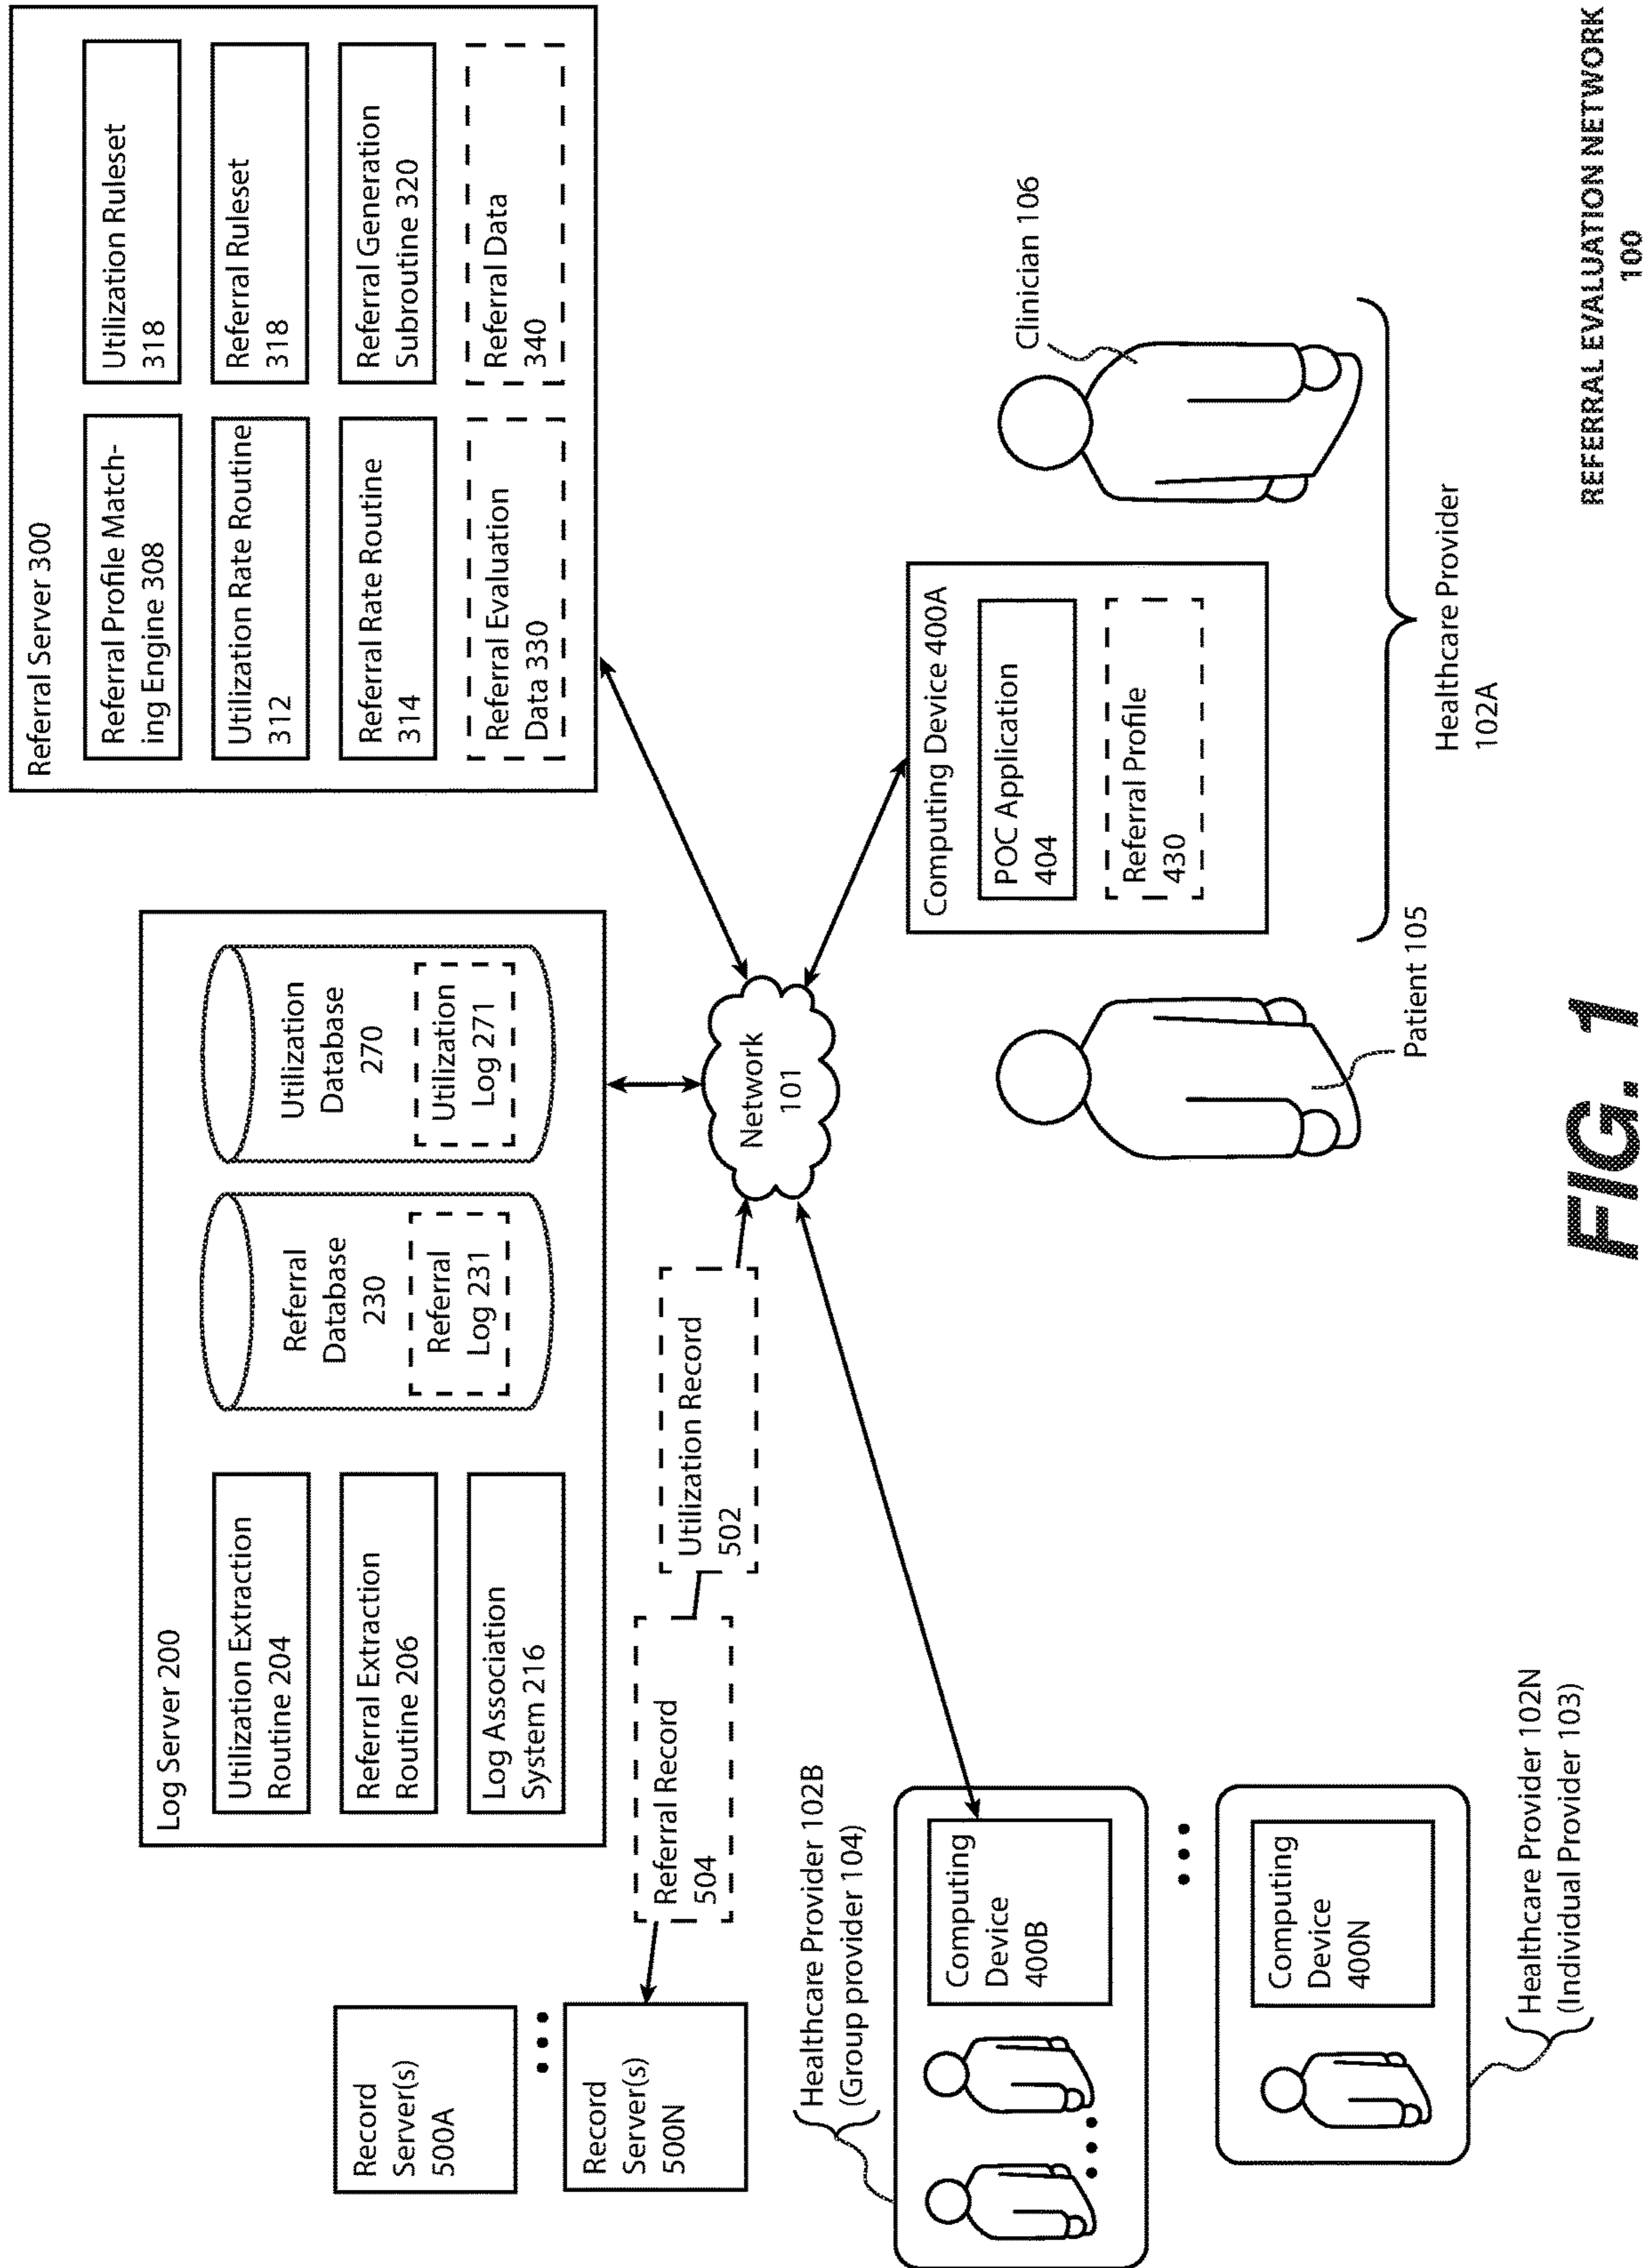 Record
Server(s)
500A
Record
Server(s)
500N
Log Server 200
Utilization Extraction
Routine 204
Referral Extraction
Routine 206
Log Association
System 216
Referral
Database
230
Referral
Log 231
Utilization
Database
270
Utilization
Log 271
Referral Server 300
Referral Profile Match-
ing Engine 308
Utilization Ruleset
318
Utilization Rate Routine
312
Referral Ruleset
318
Referral Rate Routine
314
Referral Generation
Subroutine 320
Referral Evaluation
Data 330
Referral Data
340
Referral Record
504
Utilization Record
502
Network
101
Healthcare Provider 102B
(Group provider 104)
Computing
Device
400B
Computing
Device
400N
Healthcare Provider 102N
(Individual Provider 103)
Computing Device 400A
POC Application
404
Referral Profile
430
Clinician 106
Patient 105
Healthcare Provider
102A
FIG. 1
REFERRAL EVALUATION NETWORK
100